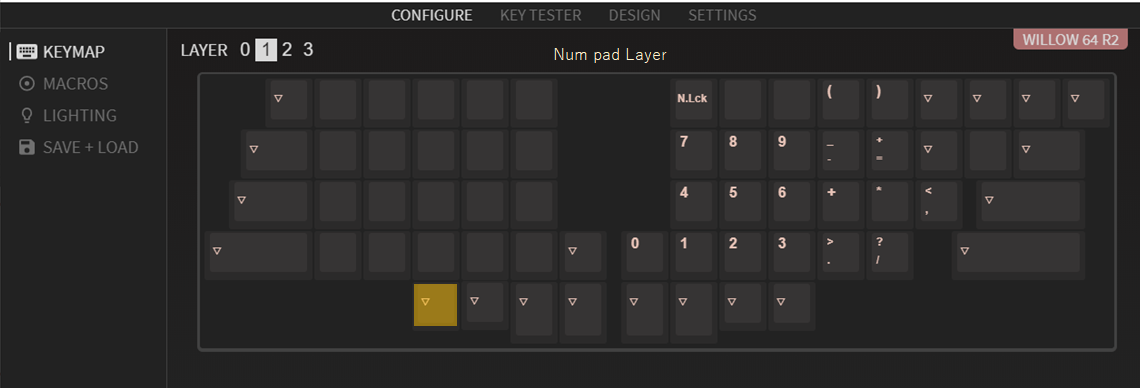 CONFIGURE KEY TESTER DESIGN SETTINGS
KEYMAP
MACROS
LIGHTING
SAVE + LOAD
LAYER 0 1 2 3
Num pad Layer
WILLOW 64 R2
▽ N.Lck ( ) ▽ ▽ ▽ ▽
▽ 7 8 9 _ - + = ▽ ▽
▽ 4 5 6 + * < , ▽
▽ ▽ 0 1 2 3 > . ? / ▽
▽ ▽ ▽ ▽ ▽ ▽ ▽ ▽